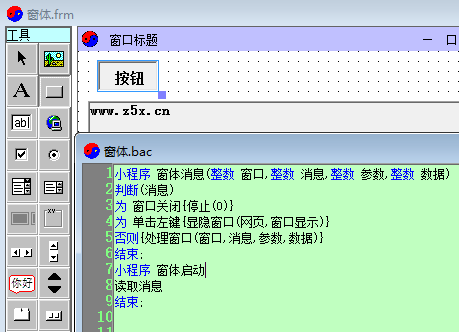 窗体.frm
工具
窗口标题
A
ab
xy
你好
按钮
www.z5x.cn
窗体.bac
1 小程序 窗体消息(整数 窗口,整数 消息,整数 参数,整数 数据)
2 判断(消息)
3 为 窗口关闭{停止(0)}
4 为 单击左键{显隐窗口(网页,窗口显示)}
5 否则{处理窗口(窗口,消息,参数,数据)}
6 结束;
7 小程序 窗体启动
8 读取消息
9 结束;
10